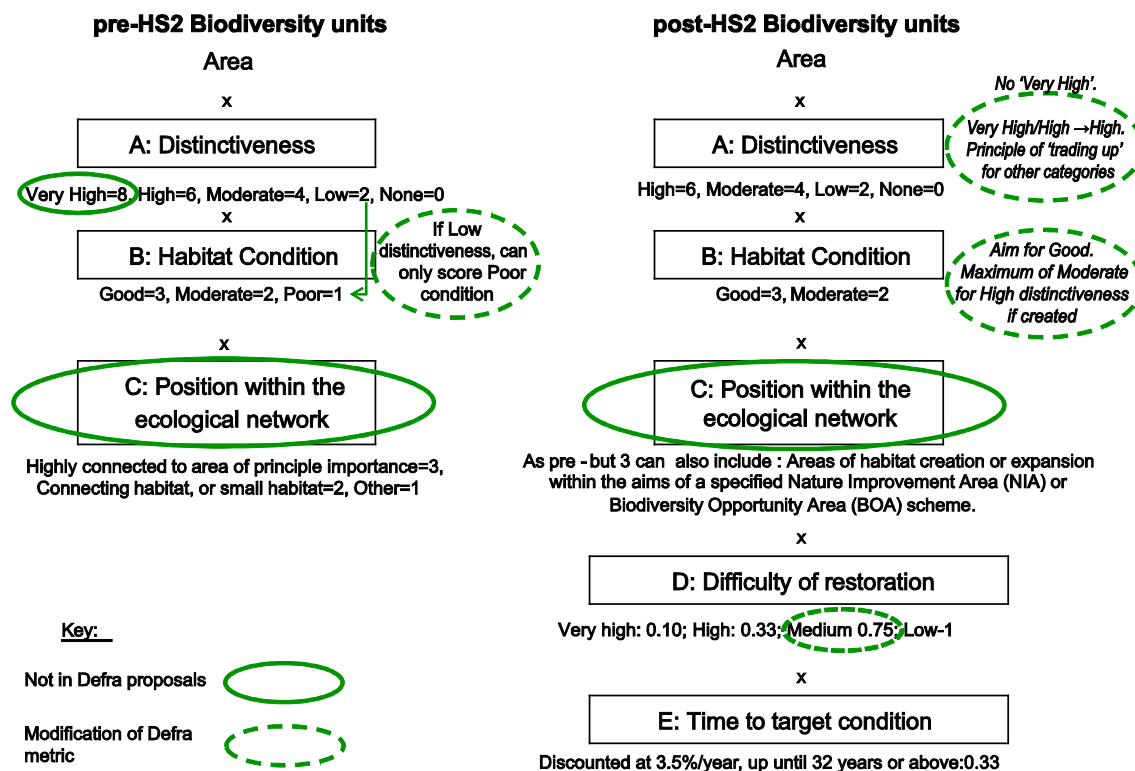 pre-HS2 Biodiversity units
Area
x
A: Distinctiveness
Very High=8, High=6, Moderate=4, Low=2, None=0
x
If Low
distinctiveness, can
only score Poor
condition
B: Habitat Condition
Good=3, Moderate=2, Poor=1
x
C: Position within the
ecological network
Highly connected to area of principle importance=3,
Connecting habitat, or small habitat=2, Other=1
Key:
Not in Defra proposals
Modification of Defra
metric
post-HS2 Biodiversity units
Area
x
No 'Very High'.
Very High/High →High.
Principle of 'trading up'
for other categories
A: Distinctiveness
High=6, Moderate=4, Low=2, None=0
x
B: Habitat Condition
Aim for Good.
Maximum of Moderate
for High distinctiveness
if created
Good=3, Moderate=2
x
C: Position within the
ecological network
As pre -but 3 can also include : Areas of habitat creation or expansion
within the aims of a specified Nature Improvement Area (NIA) or
Biodiversity Opportunity Area (BOA) scheme.
x
D: Difficulty of restoration
Very high: 0.10; High: 0.33; Medium 0.75; Low-1
x
E: Time to target condition
Discounted at 3.5%/year, up until 32 years or above:0.33